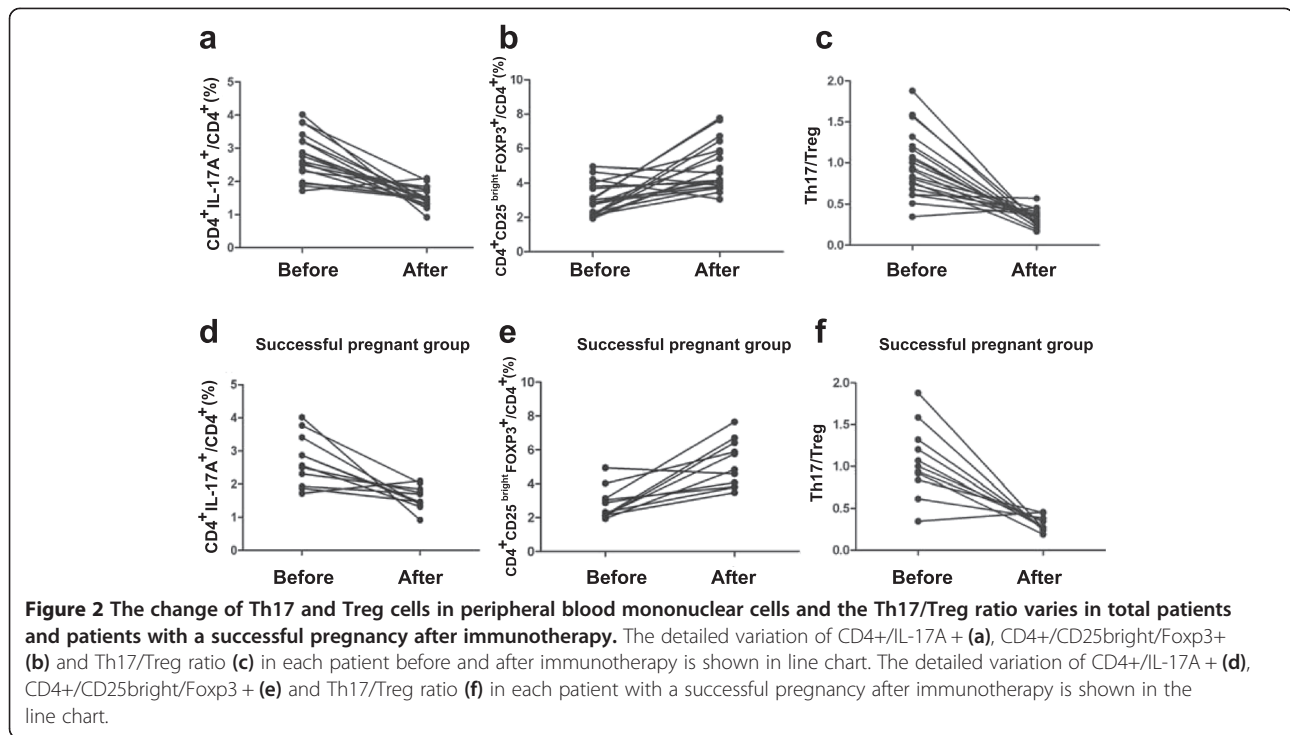 a
b
c
CD4+IL-17A+/CD4+(%)
5
4
3
2
1
0
Before
After
CD4+CD25 bright FOXP3+/CD4+(%)
10
8
6
4
2
0
Before
After
Th17/Treg
2.0
1.5
1.0
0.5
0.0
Before
After
d
Successful pregnant group
e
Successful pregnant group
f
CD4+IL-17A+/CD4+(%)
5
4
3
2
1
0
Before
After
CD4+CD25 bright FOXP3+/CD4+(%)
10
8
6
4
2
0
Before
After
Th17/Treg
2.0
1.5
1.0
0.5
0.0
Before
After
Figure 2 The change of Th17 and Treg cells in peripheral blood mononuclear cells and the Th17/Treg ratio varies in total patients
and patients with a successful pregnancy after immunotherapy. The detailed variation of CD4+/IL-17A + (a), CD4+/CD25bright/Foxp3+
(b) and Th17/Treg ratio (c) in each patient before and after immunotherapy is shown in line chart. The detailed variation of CD4+/IL-17A + (d),
CD4+/CD25bright/Foxp3 + (e) and Th17/Treg ratio (f) in each patient with a successful pregnancy after immunotherapy is shown in the
line chart.